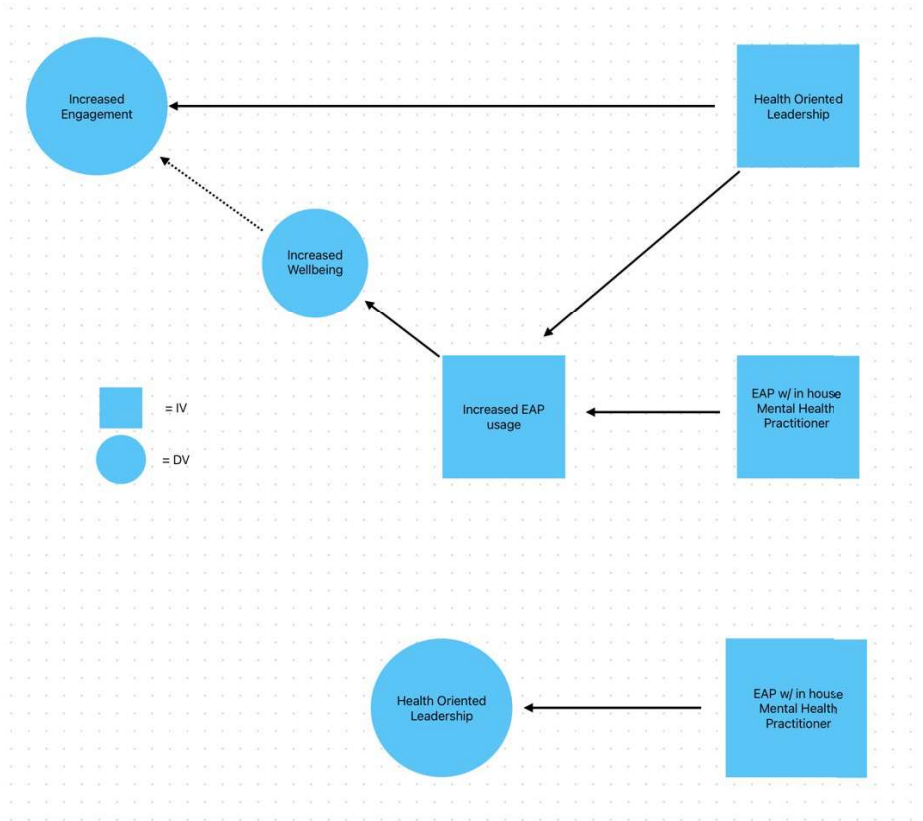 Increased
Engagement
Health Oriented
Leadership
Increased
Wellbeing
Increased EAP
usage
EAP w/ in house
Mental Health
Practitioner
= IV
= DV
Health Oriented
Leadership
EAP w/ in house
Mental Health
Practitioner